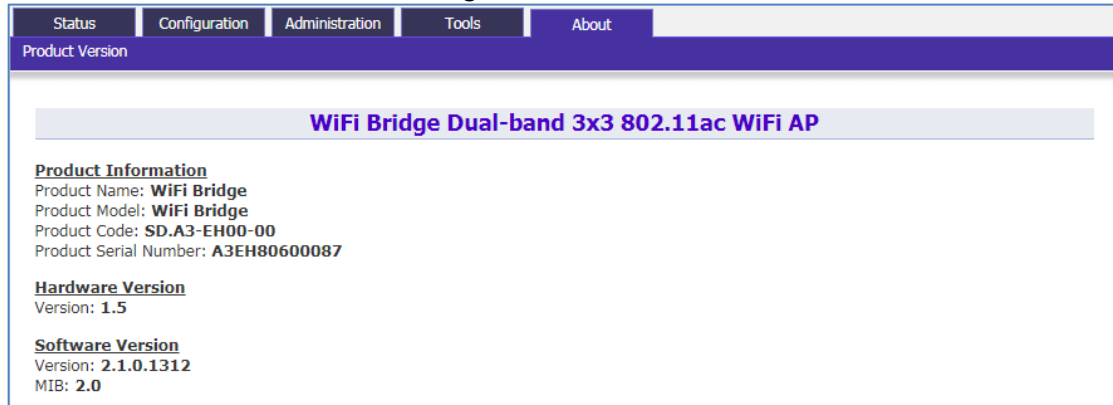 Status Configuration Administration Tools About
Product Version
WiFi Bridge Dual-band 3x3 802.11ac WiFi AP
Product Information
Product Name: WiFi Bridge
Product Model: WiFi Bridge
Product Code: SD.A3-EH00-00
Product Serial Number: A3EH80600087
Hardware Version
Version: 1.5
Software Version
Version: 2.1.0.1312
MIB: 2.0